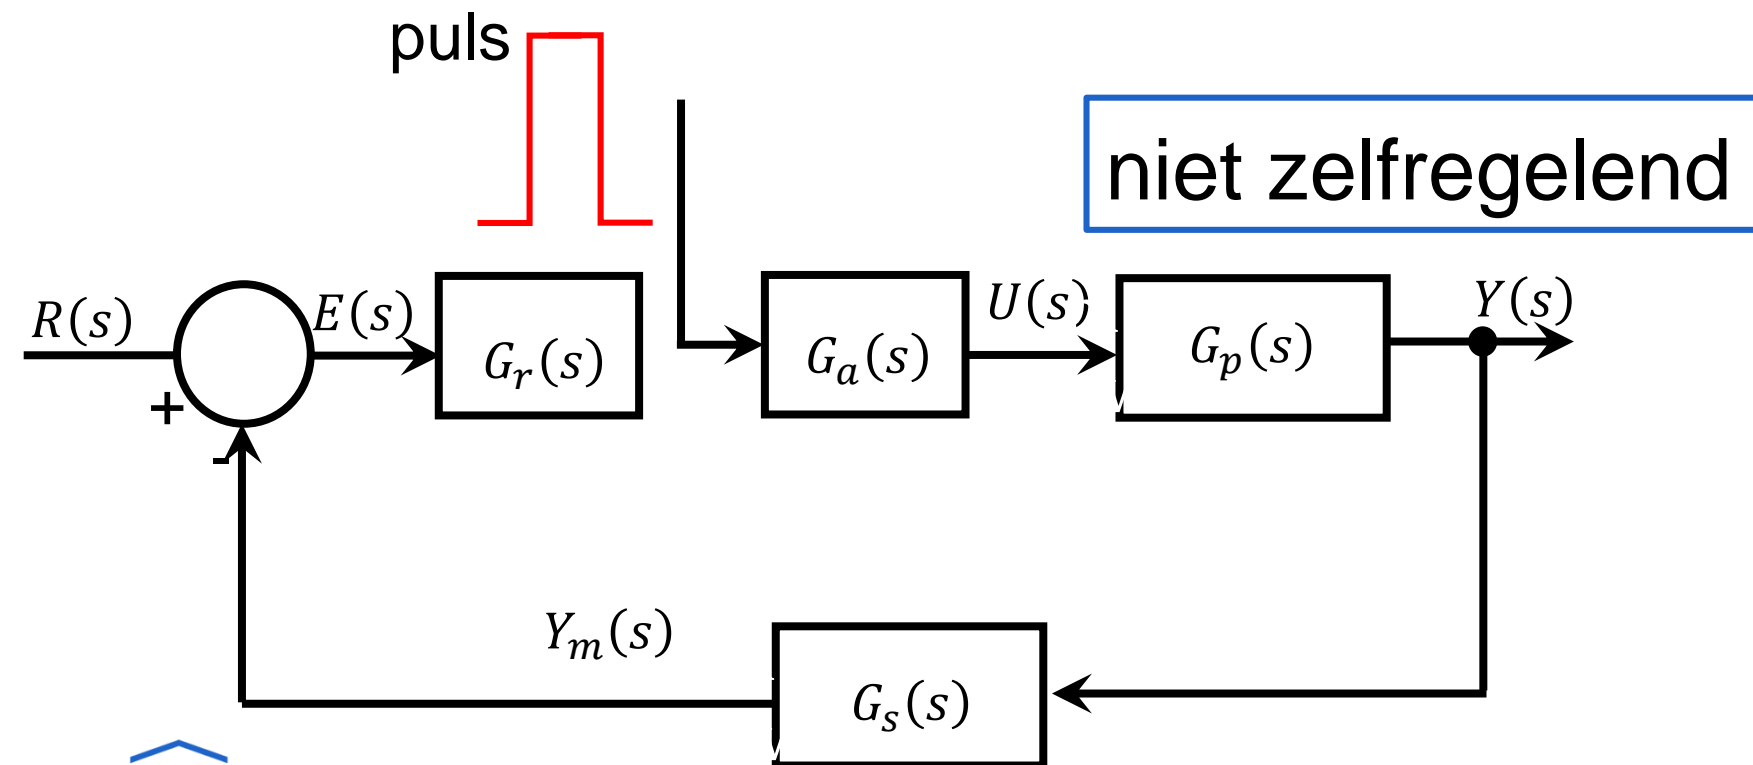 puls
niet zelfregelend
R(s)
E(s)
U(s)
Y(s)
G_r(s)
G_a(s)
G_p(s)
+
-
Y_m(s)
G_s(s)